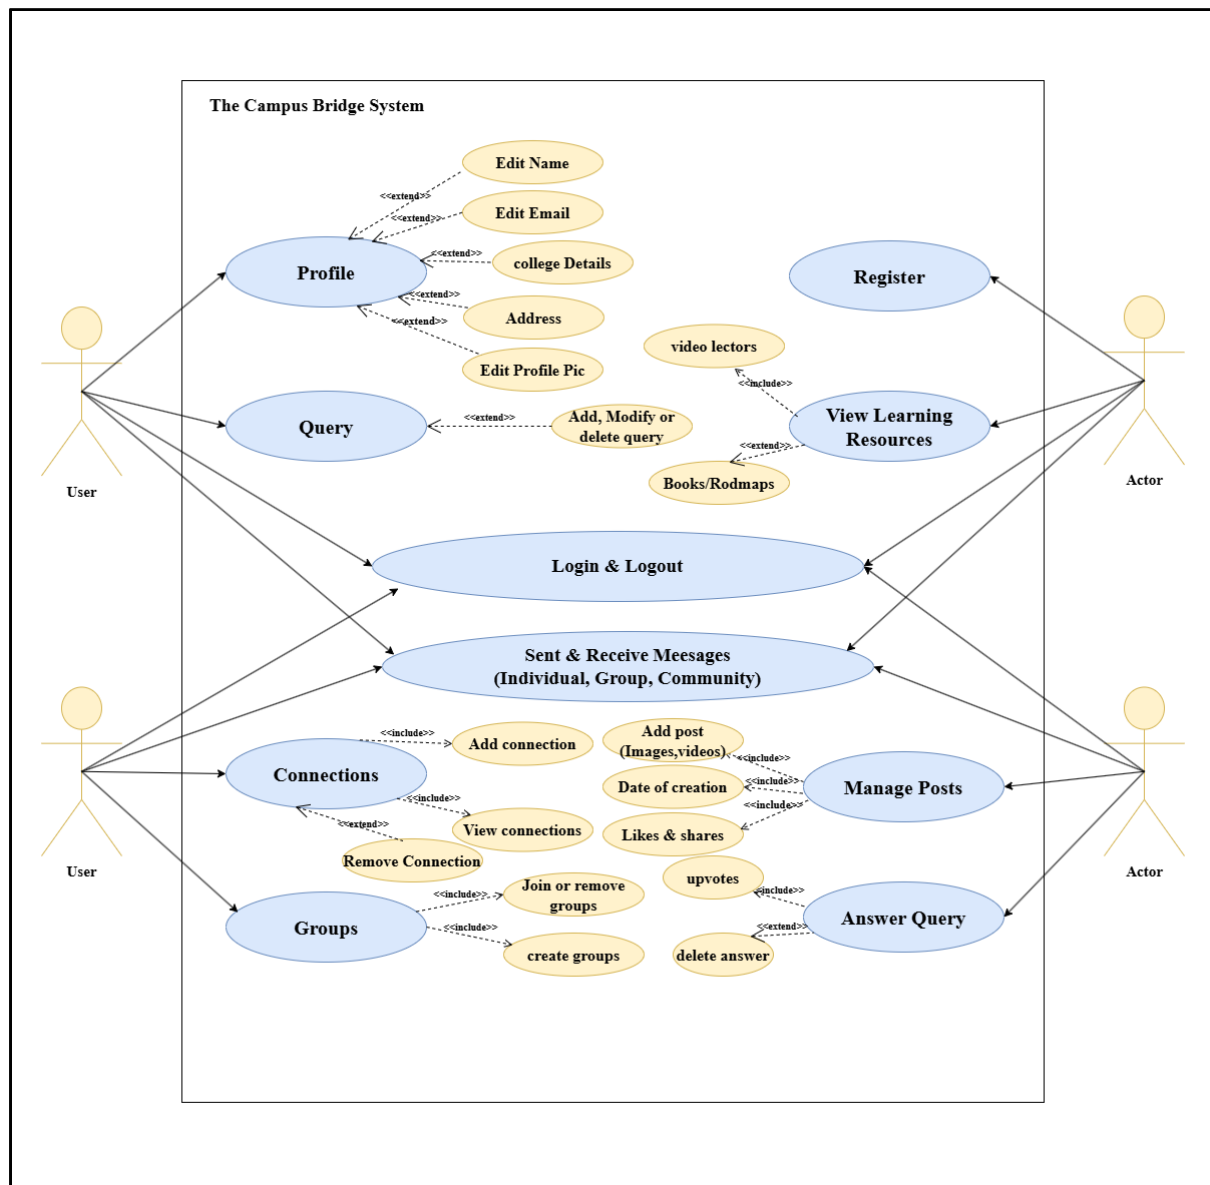 The Campus Bridge System
Edit Name
<<extend>>
Edit Email
<<extend>>
Profile
<<extend>>
college Details
<<extend>>
Address
<<extend>>
Edit Profile Pic
Register
video lectors
<<include>>
View Learning
Resources
<<extend>>
Books/Rodmaps
User
Query
<<extend>>
Add, Modify or
delete query
Actor
Login & Logout
Sent & Receive Meesages
(Individual, Group, Community)
<<include>>
Add connection
Connections
<<include>>
View connections
<<extend>>
Remove Connection
Add post
(Images,videos)
<<include>>
Date of creation
<<include>>
Manage Posts
<<include>>
Likes & shares
User
Groups
<<include>>
Join or remove
groups
<<include>>
create groups
upvotes
<<include>>
Answer Query
<<extend>>
delete answer
Actor